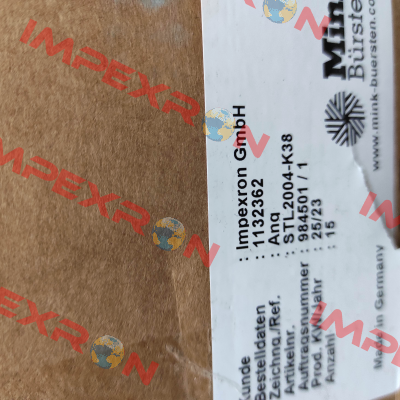 Kunde : Impexron GmbH
Bestelldaten : 1132362
Zeichng./Ref. : Anq
Artikelnr. : STL2004-K38
Auftragsnummer : 984501 / 1
Prod. KW/Jahr : 25/23
Anzahl : 15
Made in Germany
Mink
Bürsten
www.mink-buersten.com
IMPEXRON
IMPEXRON
IMPEXRON
IMPEXRON